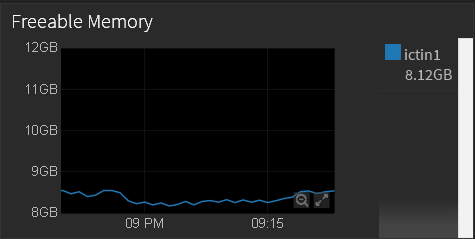 Freeable Memory
12GB
11GB
10GB
9GB
8GB
09 PM
09:15
ictin1
8.12GB